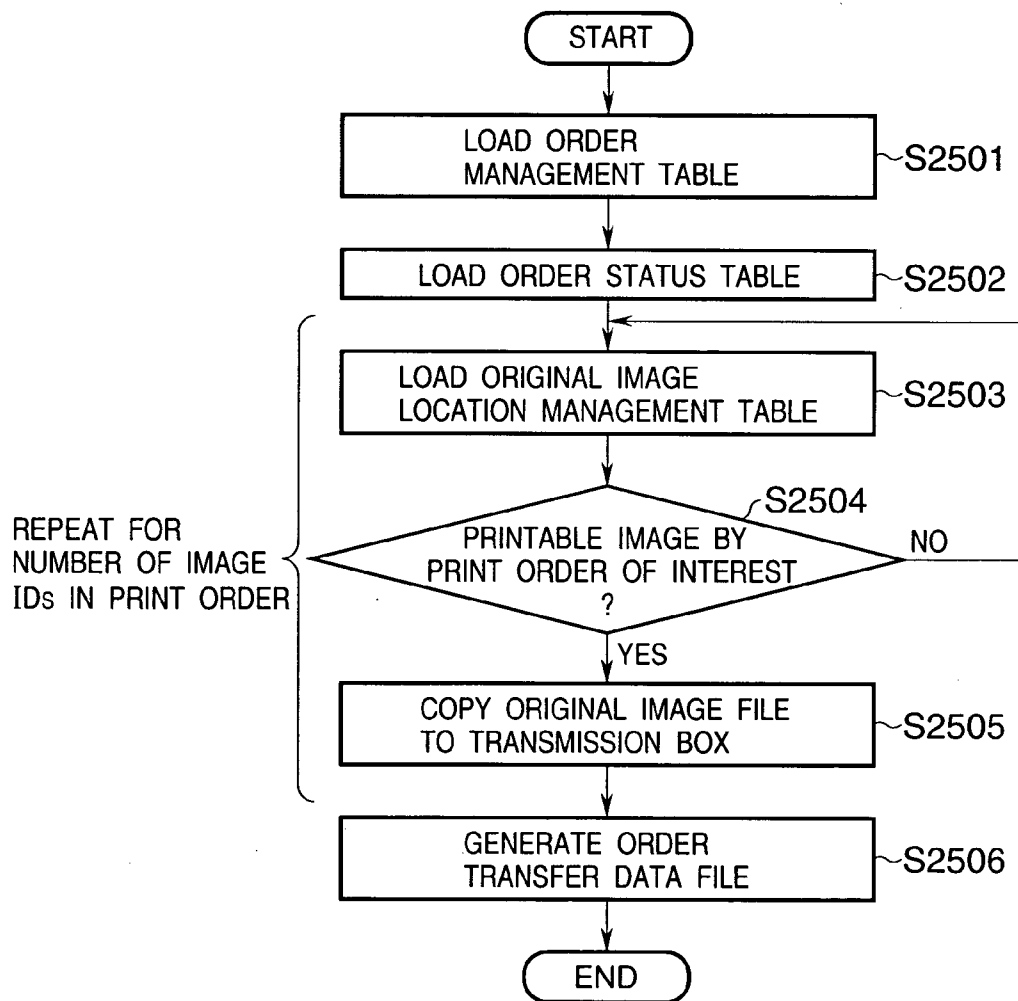 START
LOAD ORDER
MANAGEMENT TABLE
S2501
LOAD ORDER STATUS TABLE
S2502
LOAD ORIGINAL IMAGE
LOCATION MANAGEMENT TABLE
S2503
S2504
PRINTABLE IMAGE BY
PRINT ORDER OF INTEREST
?
NO
REPEAT FOR
NUMBER OF IMAGE
IDs IN PRINT ORDER
YES
COPY ORIGINAL IMAGE FILE
TO TRANSMISSION BOX
S2505
GENERATE ORDER
TRANSFER DATA FILE
S2506
END